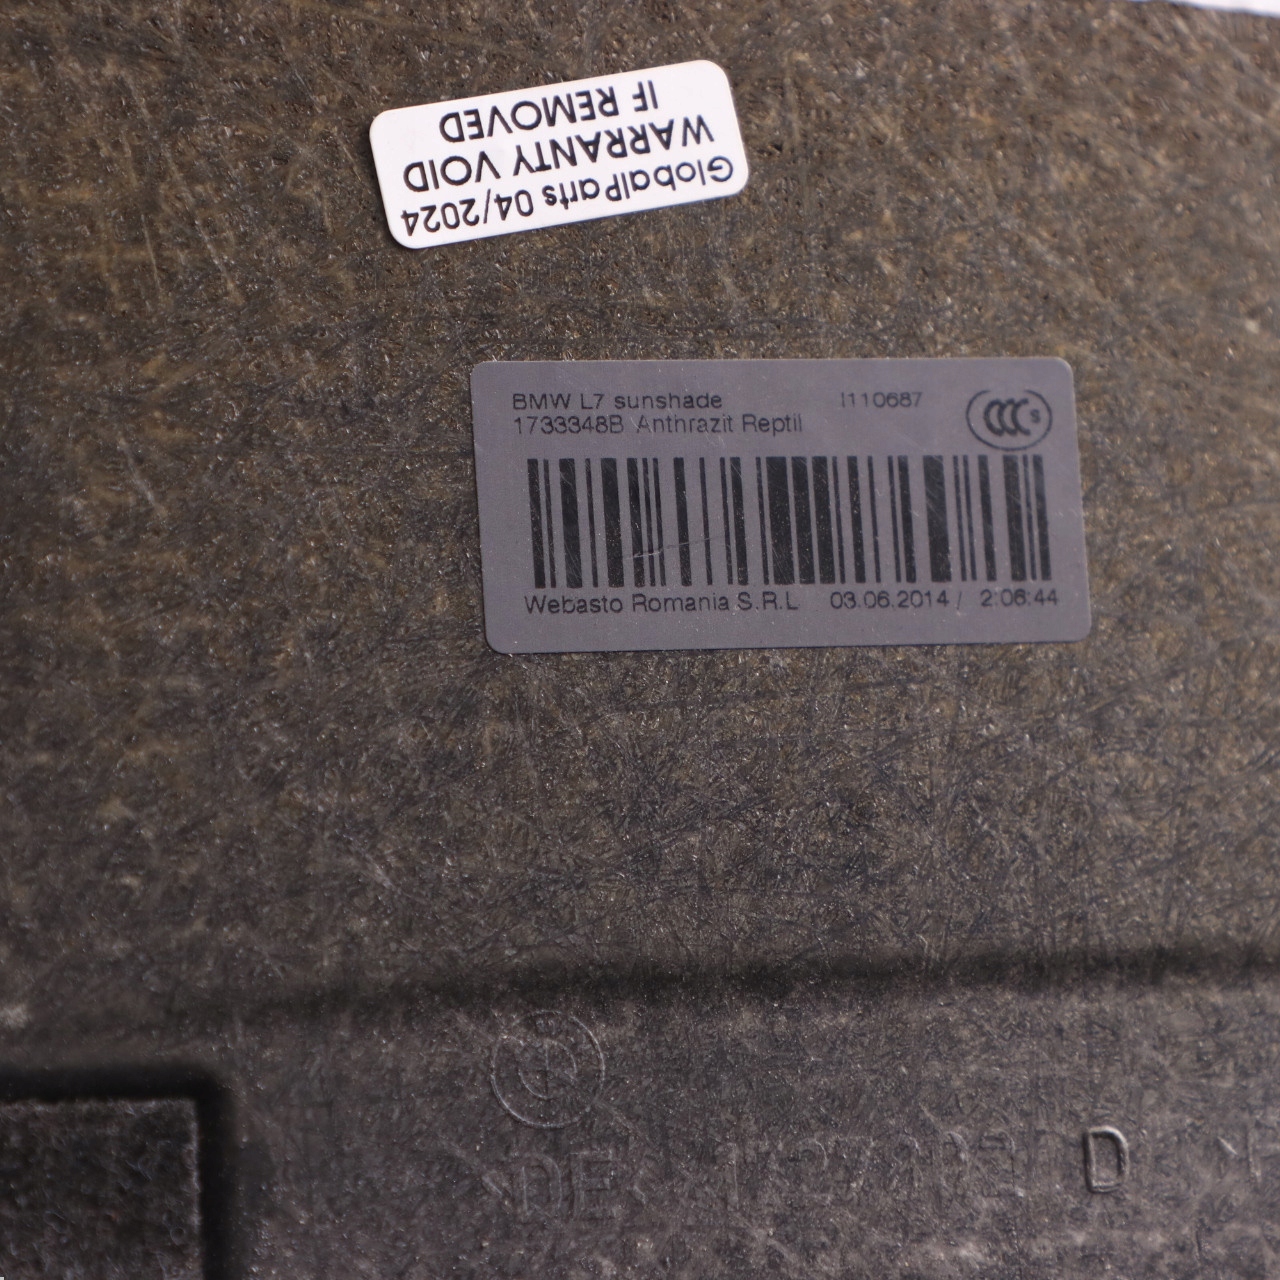 GlobalParts 04/2024
WARRANTY VOID
IF REMOVED
BMW L7 sunshade I110687
1733348B Anthrazit Reptil
CCC S
Webasto Romania S.R.L 03.06.2014 / 2:06:44
D